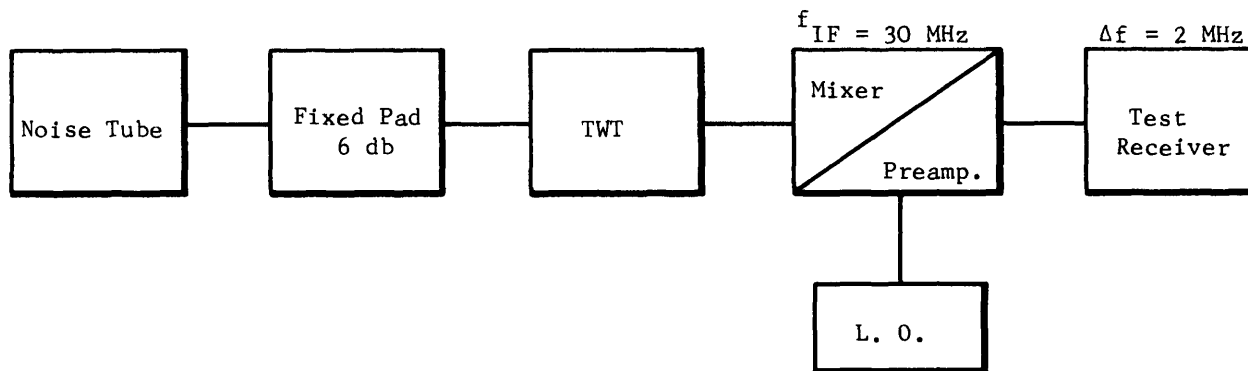 f
IF = 30 MHz
Δf = 2 MHz
Noise Tube
Fixed Pad
6 db
TWT
Mixer
Preamp.
Test
Receiver
L. O.